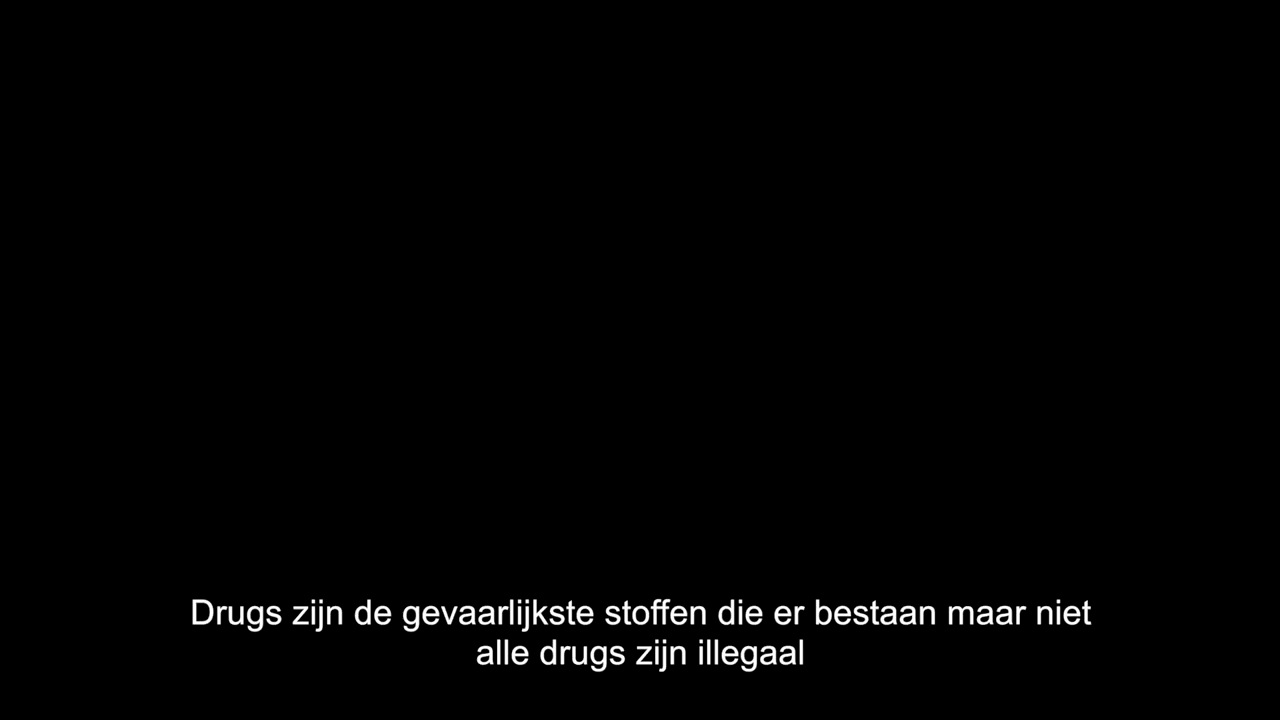 Drugs zijn de gevaarlijkste stoffen die er bestaan maar niet
alle drugs zijn illegaal